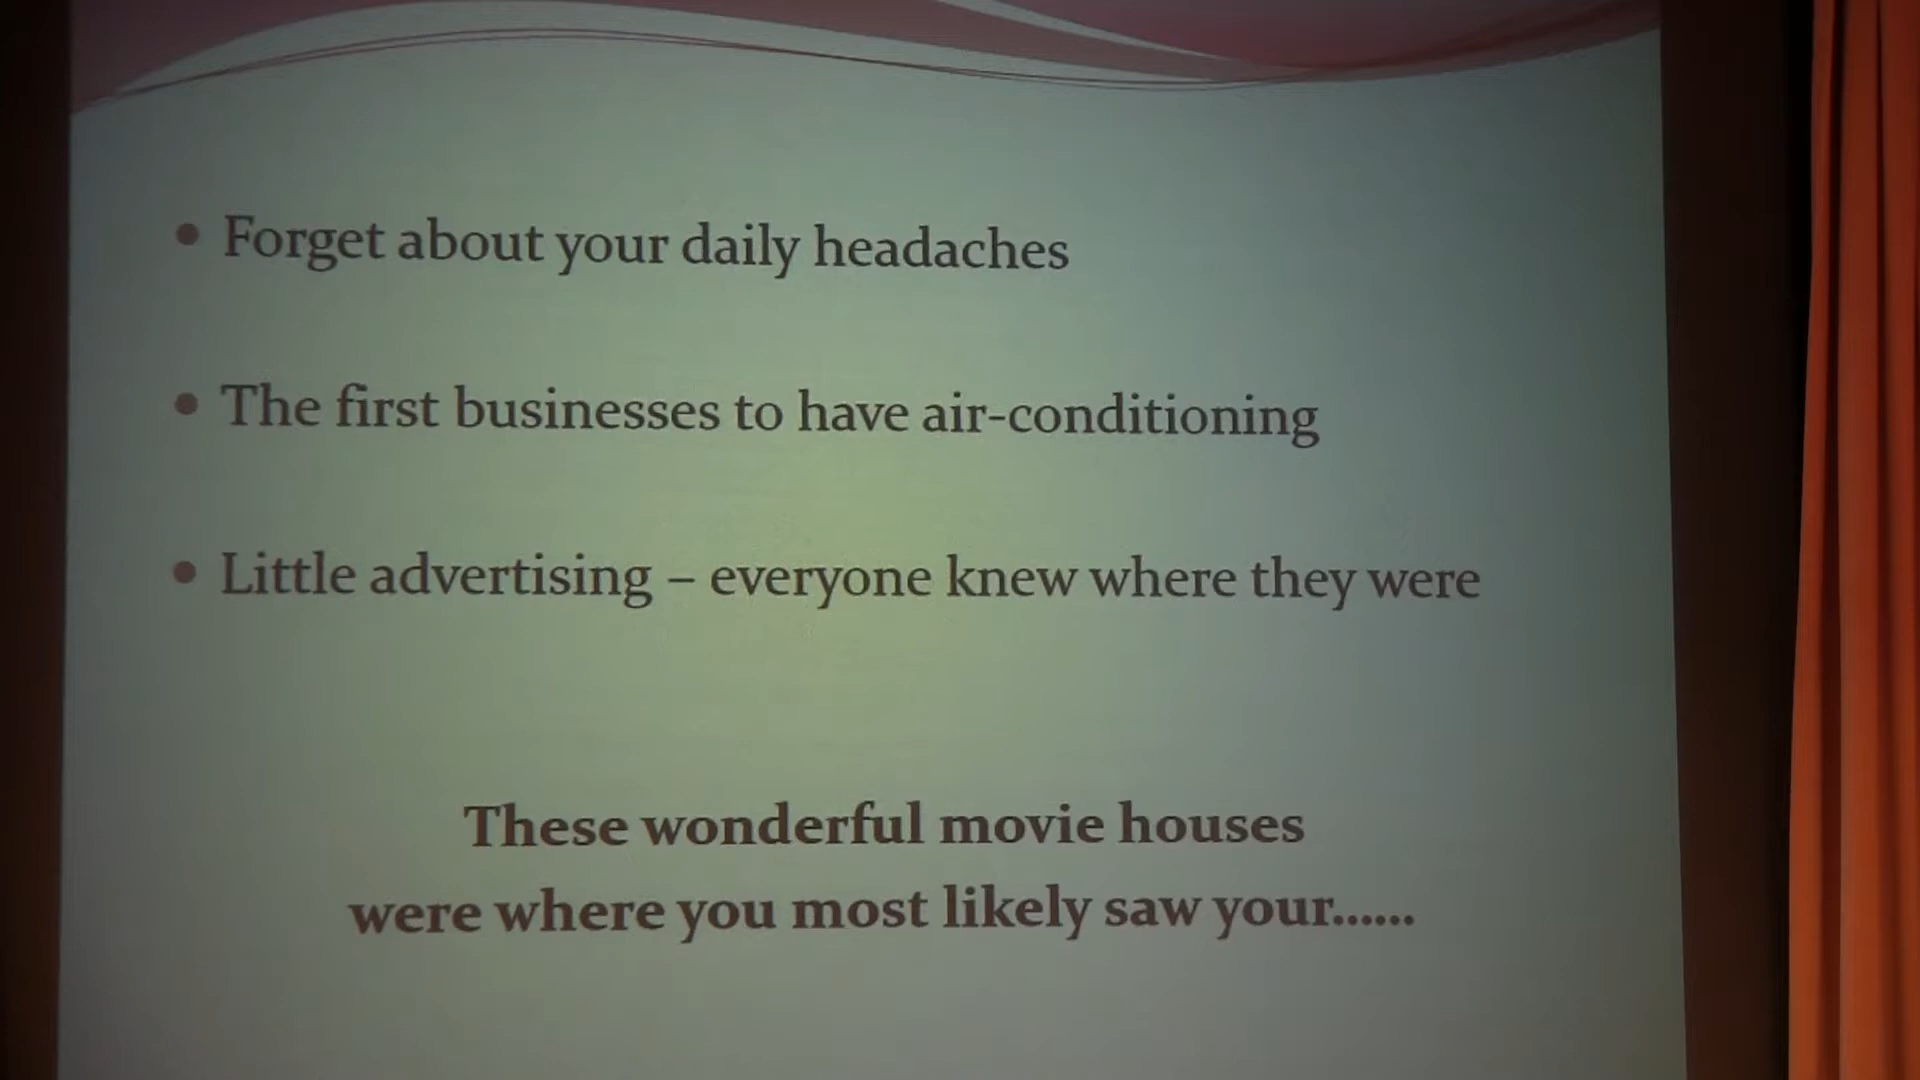 • Forget about your daily headaches
• The first businesses to have air-conditioning
• Little advertising – everyone knew where they were
These wonderful movie houses
were where you most likely saw your......